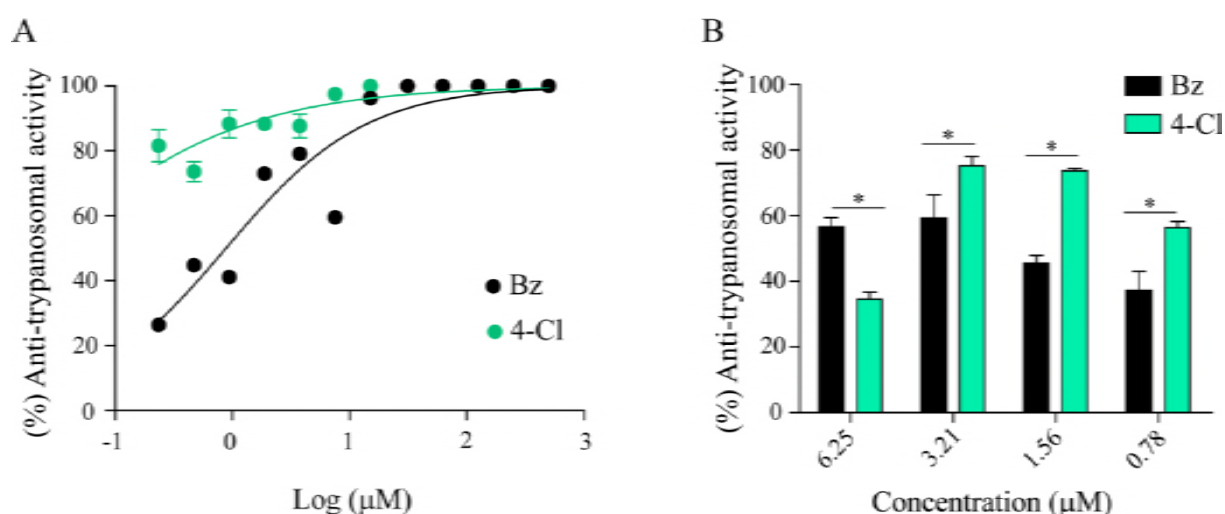 A
(%) Anti-trypanosomal activity
100
80
60
40
20
0
-1
0
1
2
3
Log (µM)
Bz
4-Cl
B
(%) Anti-trypanosomal activity
100
80
60
40
20
0
Bz
4-Cl
*
*
*
*
6.25
3.21
1.56
0.78
Concentration (µM)